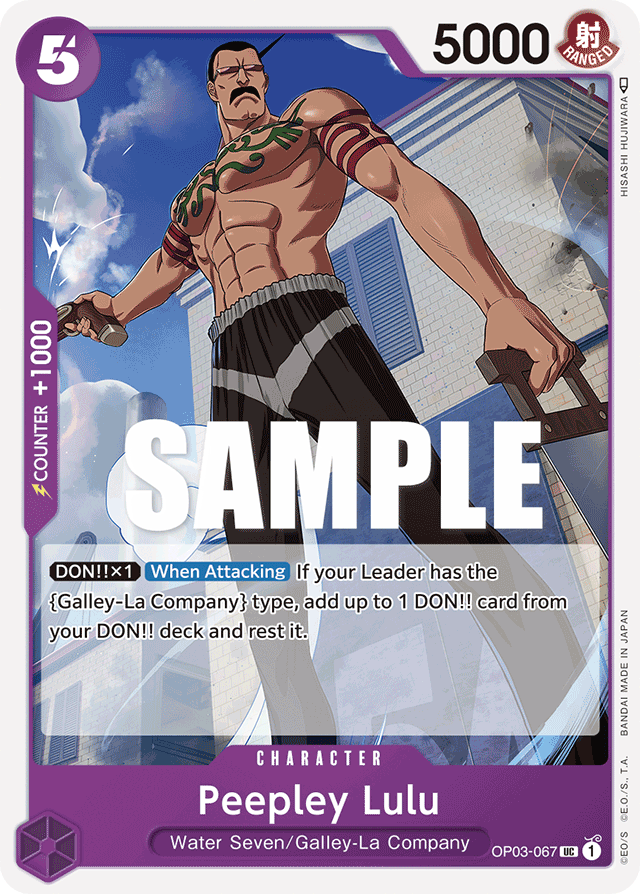 5
5000
射
RANGED
HISASHI HUJIWARA
COUNTER +1000
SAMPLE
DON!!×1 When Attacking If your Leader has the
{Galley-La Company} type, add up to 1 DON!! card from
your DON!! deck and rest it.
CHARACTER
Peepley Lulu
Water Seven/Galley-La Company
OP03-067 UC 1
©EO/S ©E.O./S., T.A. BANDAI MADE IN JAPAN